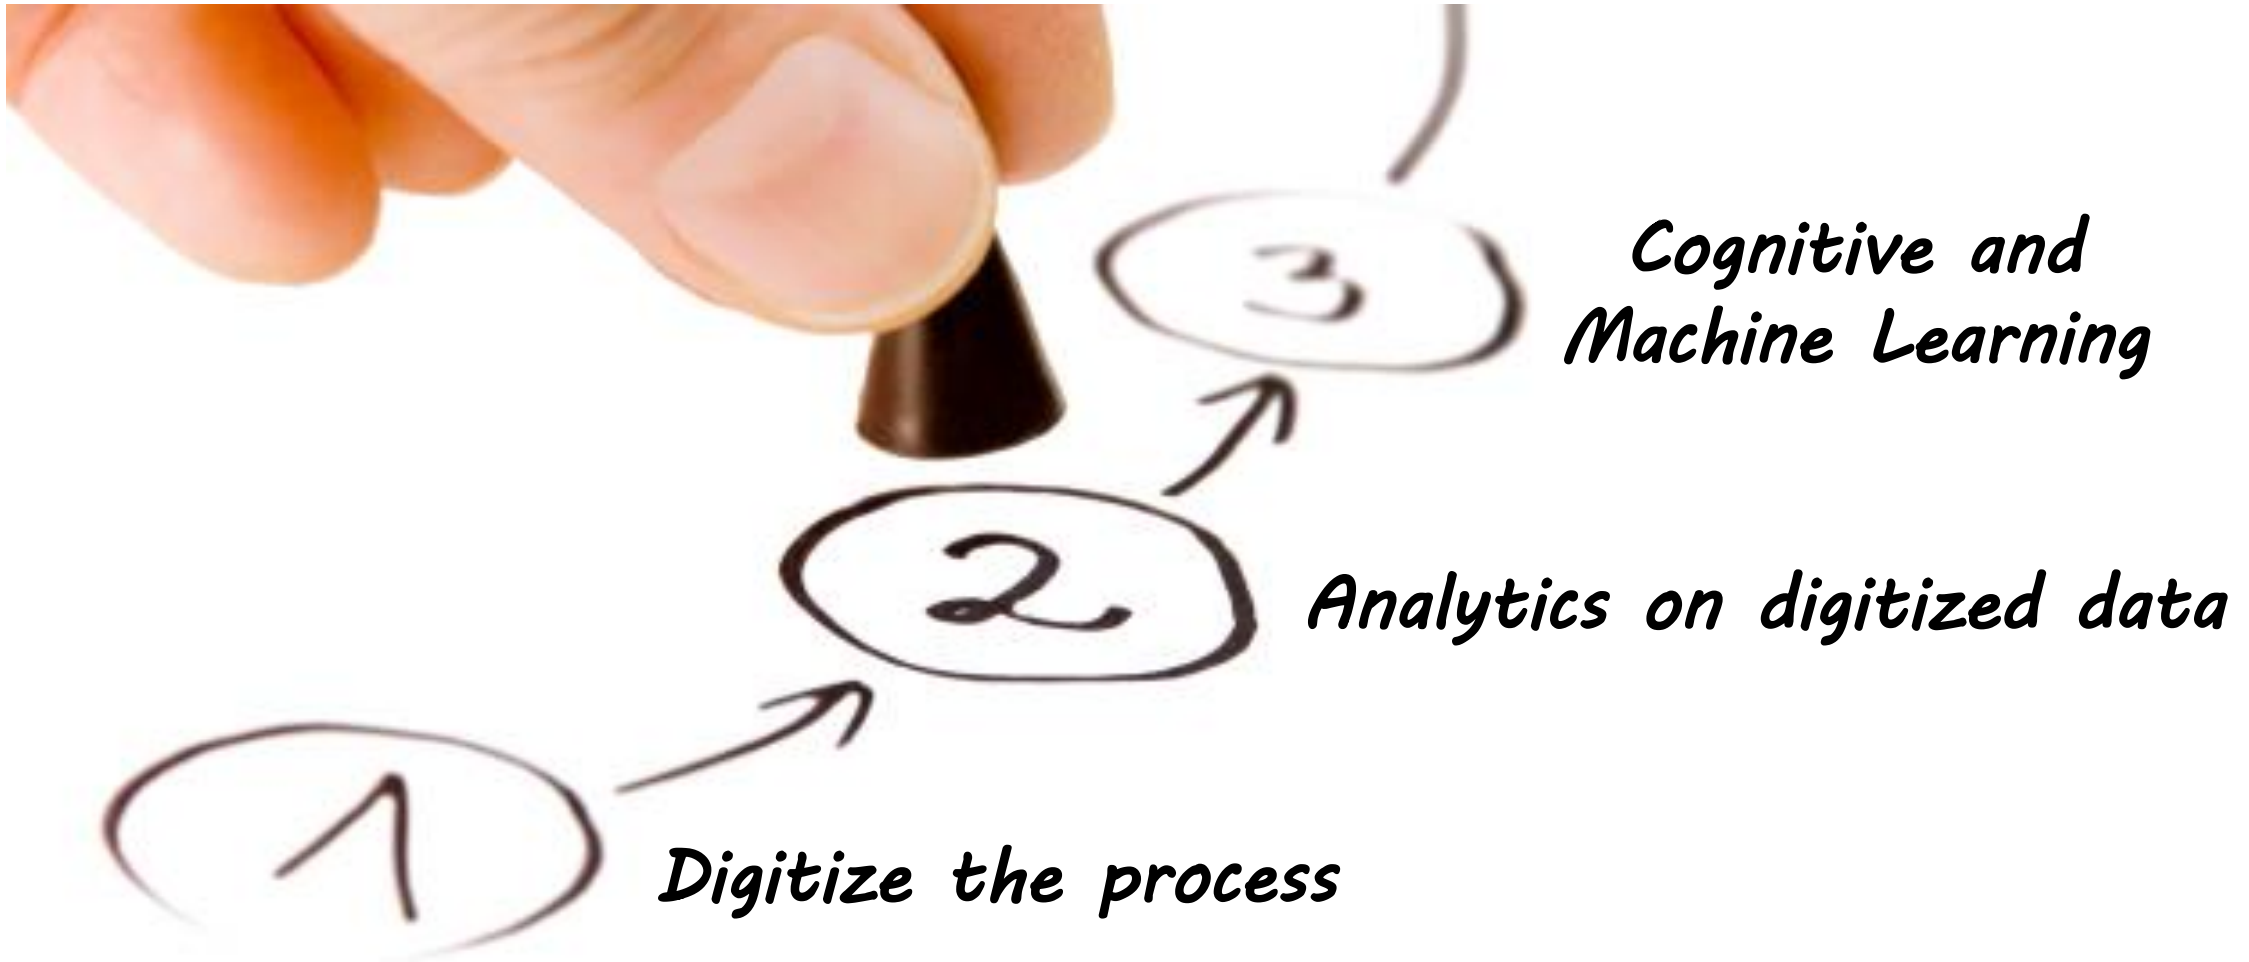 3
Cognitive and
Machine Learning
2
Analytics on digitized data
1
Digitize the process